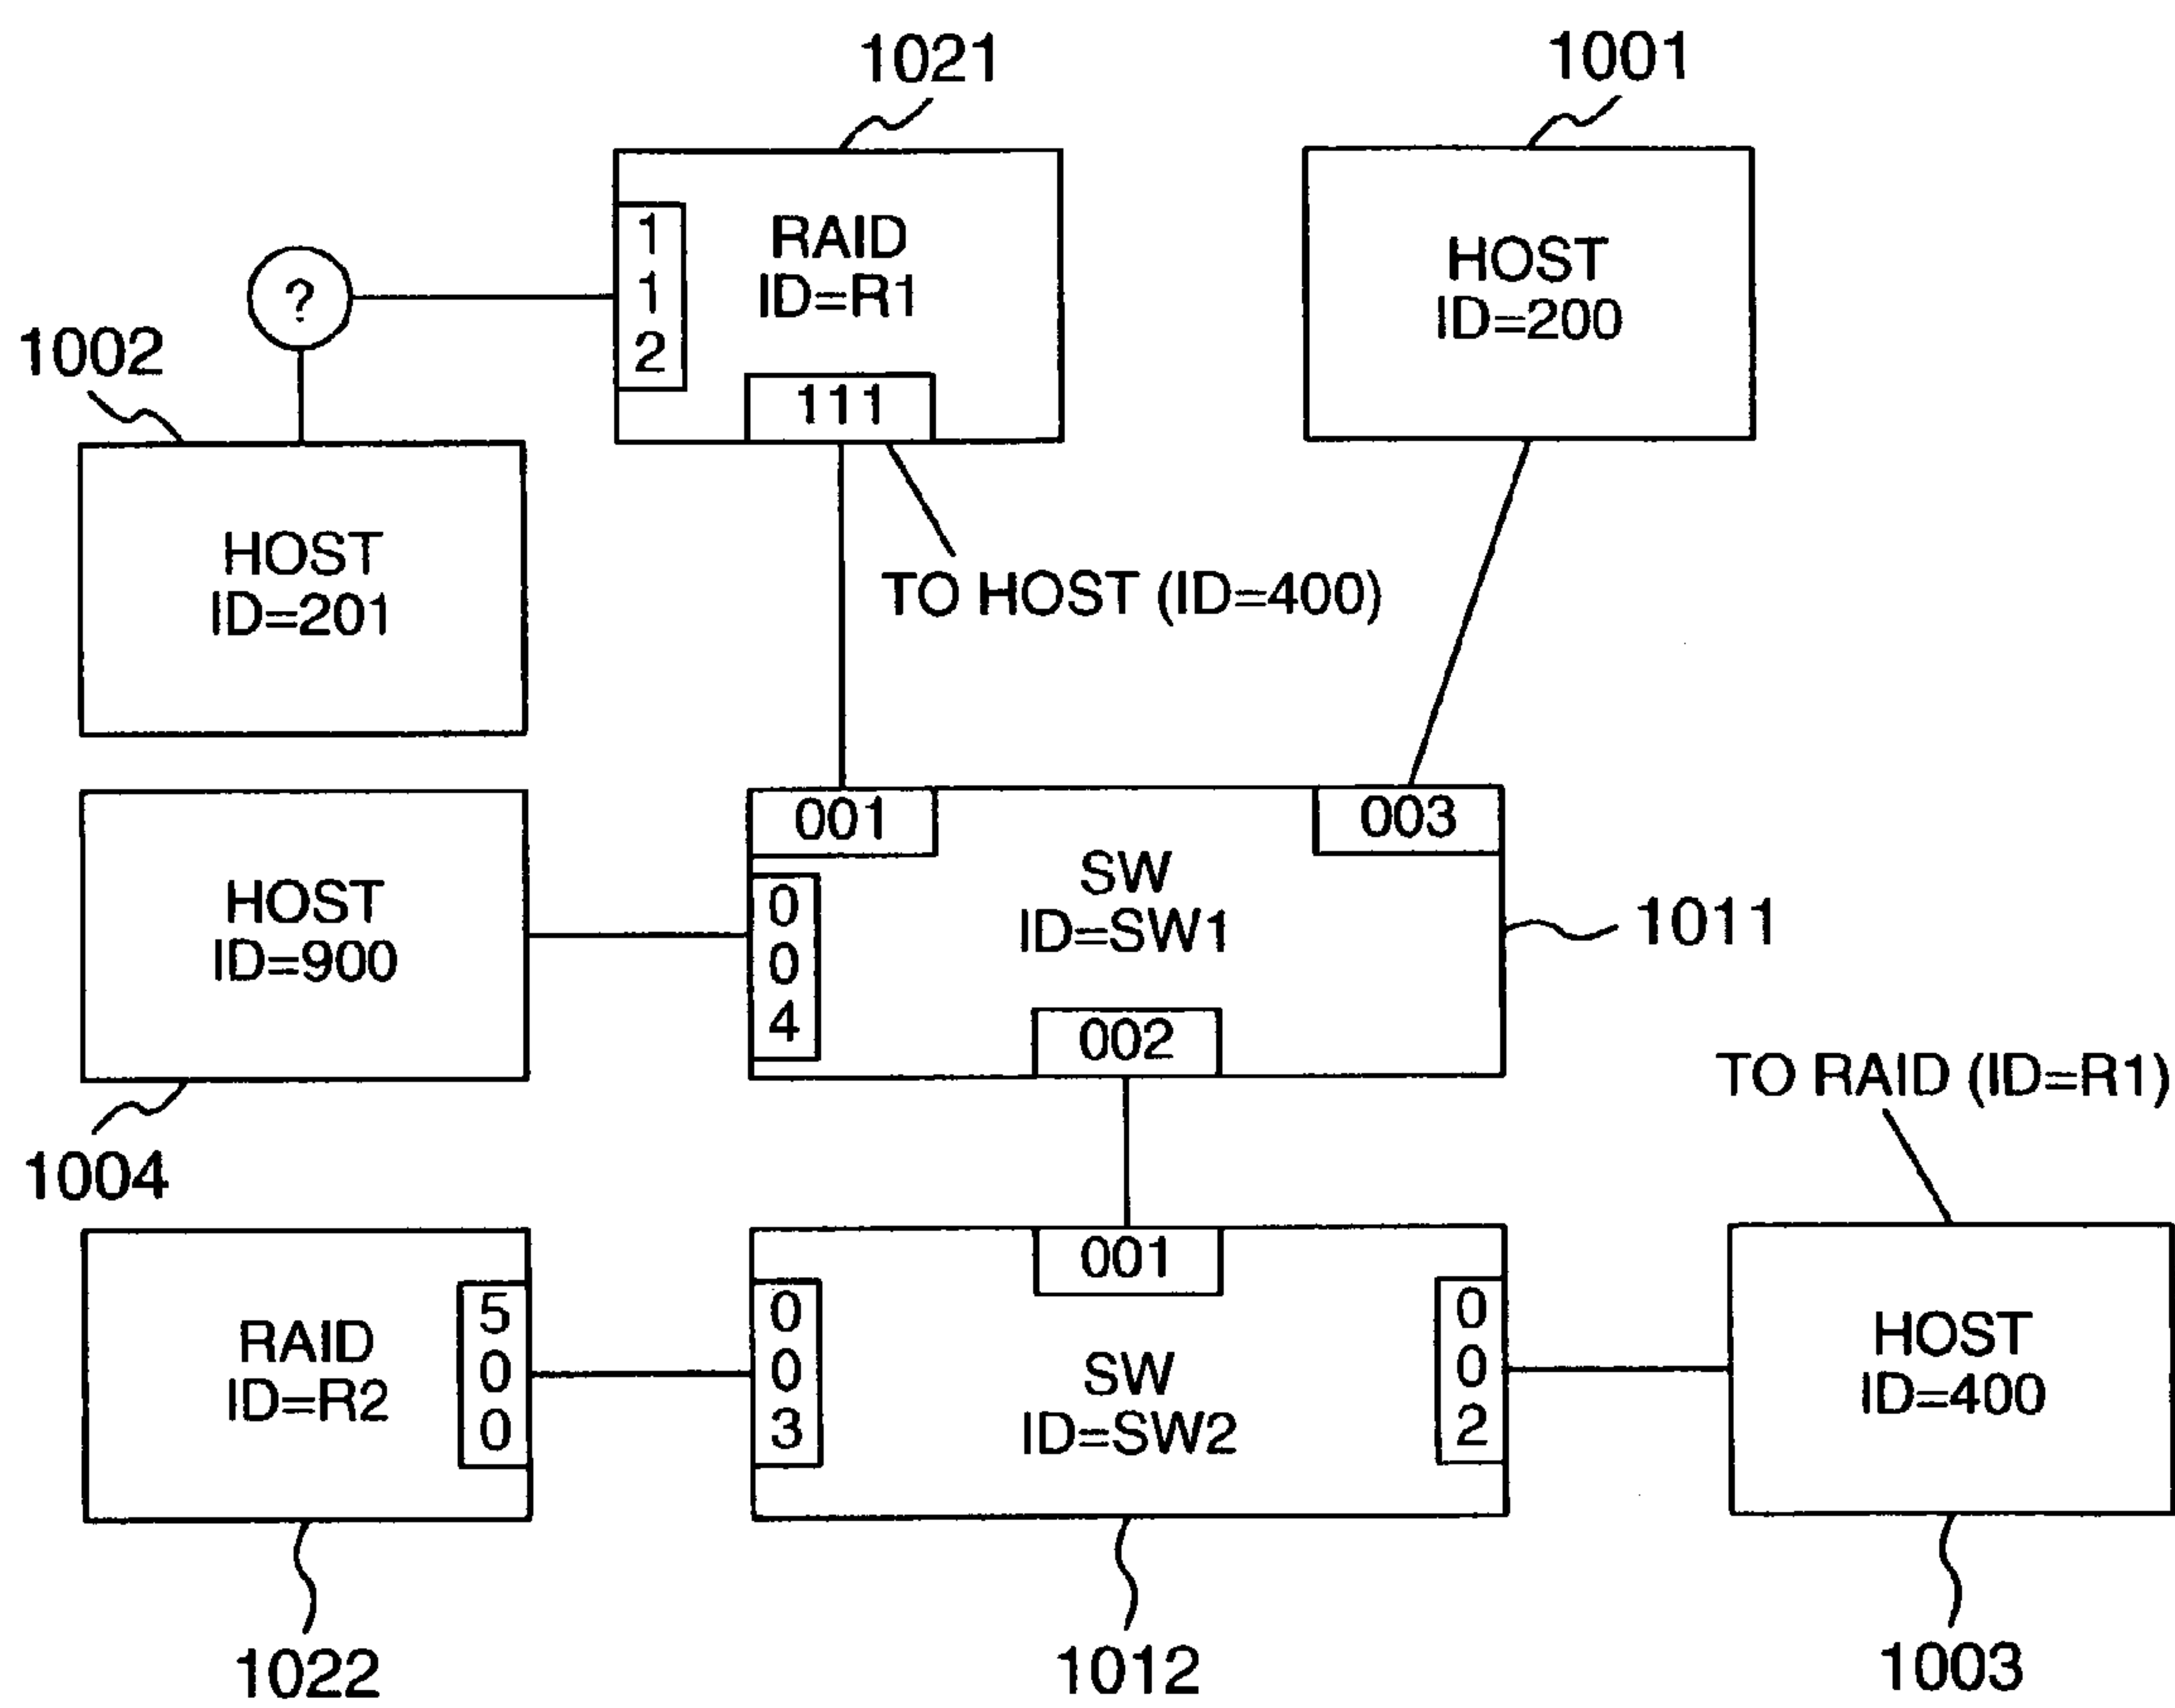 1021
1001
1
1
2
RAID
ID=R1
111
HOST
ID=200
?
1002
HOST
ID=201
TO HOST (ID=400)
001
003
HOST
ID=900
0
0
4
SW
ID=SW1
1011
002
TO RAID (ID=R1)
1004
001
RAID
ID=R2
5
0
0
0
0
3
SW
ID=SW2
0
0
2
HOST
ID=400
1022
1012
1003